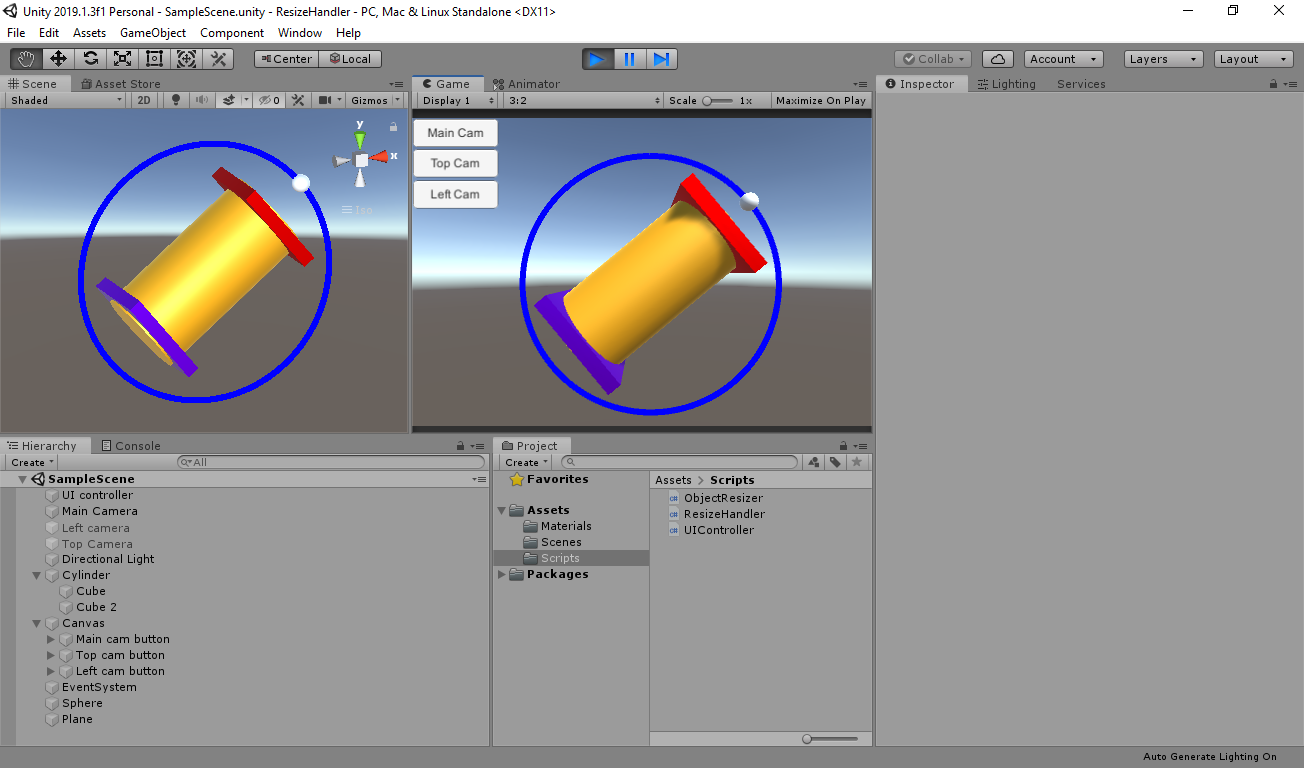 Unity 2019.1.3f1 Personal - SampleScene.unity - ResizeHandler - PC, Mac & Linux Standalone <DX11>
File Edit Assets GameObject Component Window Help
Center Local Collab Account Layers Layout
Scene Asset Store
Shaded 2D 0 Gizmos
y
x
Game Animator
Display 1 3:2 Scale 1x Maximize On Play
Main Cam
Top Cam
Left Cam
Inspector Lighting Services
Hierarchy Console
Create All
SampleScene
UI controller
Main Camera
Left camera
Top Camera
Directional Light
Cylinder
Cube
Cube 2
Canvas
Main cam button
Top cam button
Left cam button
EventSystem
Sphere
Plane
Project
Create
Favorites
Assets
Materials
Scenes
Scripts
Packages
Assets > Scripts
ObjectResizer
ResizeHandler
UIController
Auto Generate Lighting On